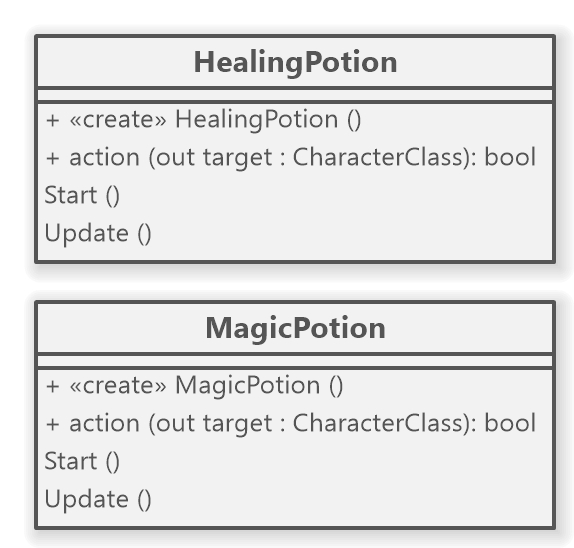 HealingPotion
+ «create» HealingPotion ()
+ action (out target : CharacterClass): bool
Start ()
Update ()
MagicPotion
+ «create» MagicPotion ()
+ action (out target : CharacterClass): bool
Start ()
Update ()